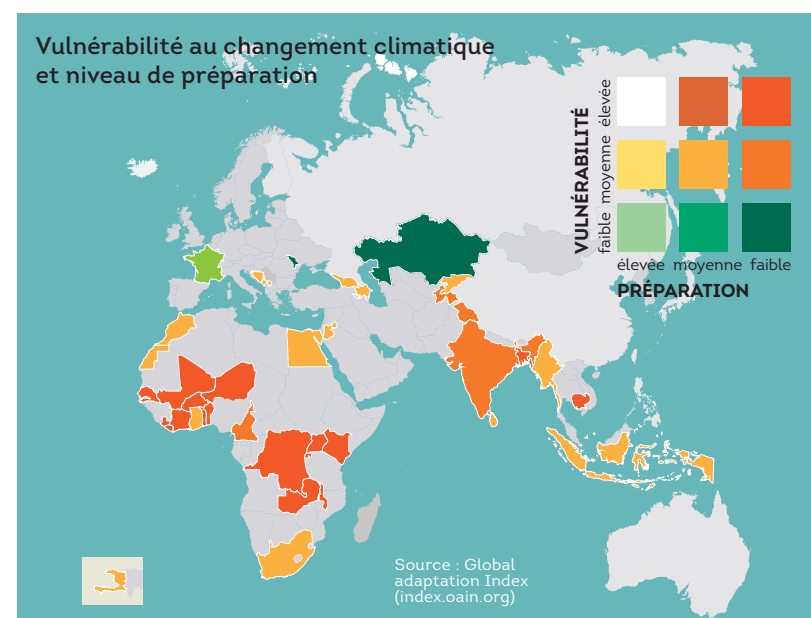 Vulnérabilité au changement climatique
et niveau de préparation
VULNÉRABILITÉ
élevée
moyenne
faible
élevée moyenne faible
PRÉPARATION
Source : Global
adaptation Index
(index.oain.org)